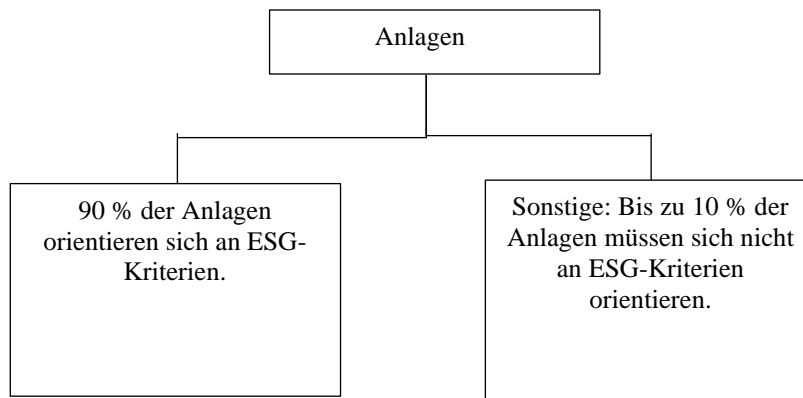 Anlagen
90 % der Anlagen
orientieren sich an ESG-
Kriterien.
Sonstige: Bis zu 10 % der
Anlagen müssen sich nicht
an ESG-Kriterien
orientieren.